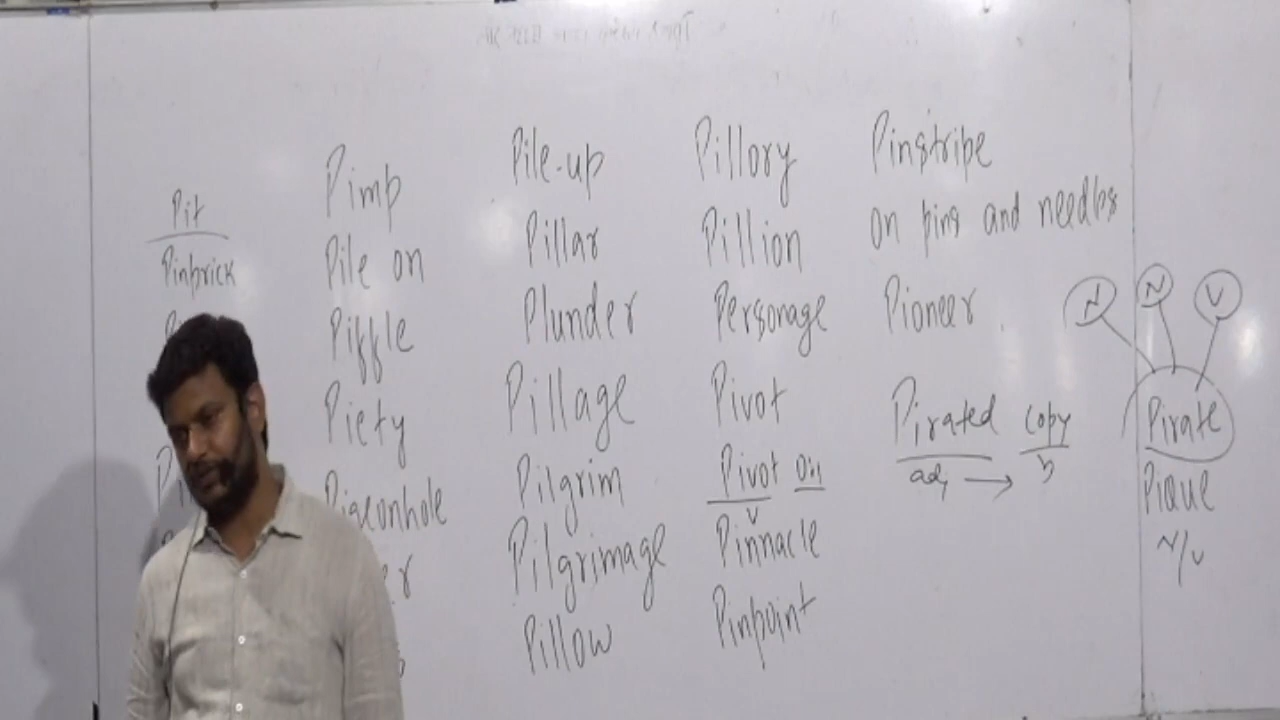 Pit
Pinprick
Pimp
Pile on
Piffle
Piety
Pigeonhole
Pile-up
Pillar
Plunder
Pillage
Pilgrim
Pilgrimage
Pillow
Pillory
Pillion
Personage
Pivot
Pivot on
v
Pinnacle
Pinpoint
Pinstripe
on pins and needles
Pioneer
Pirated copy
adj → n
N N V
Pirate
Pique
N/V